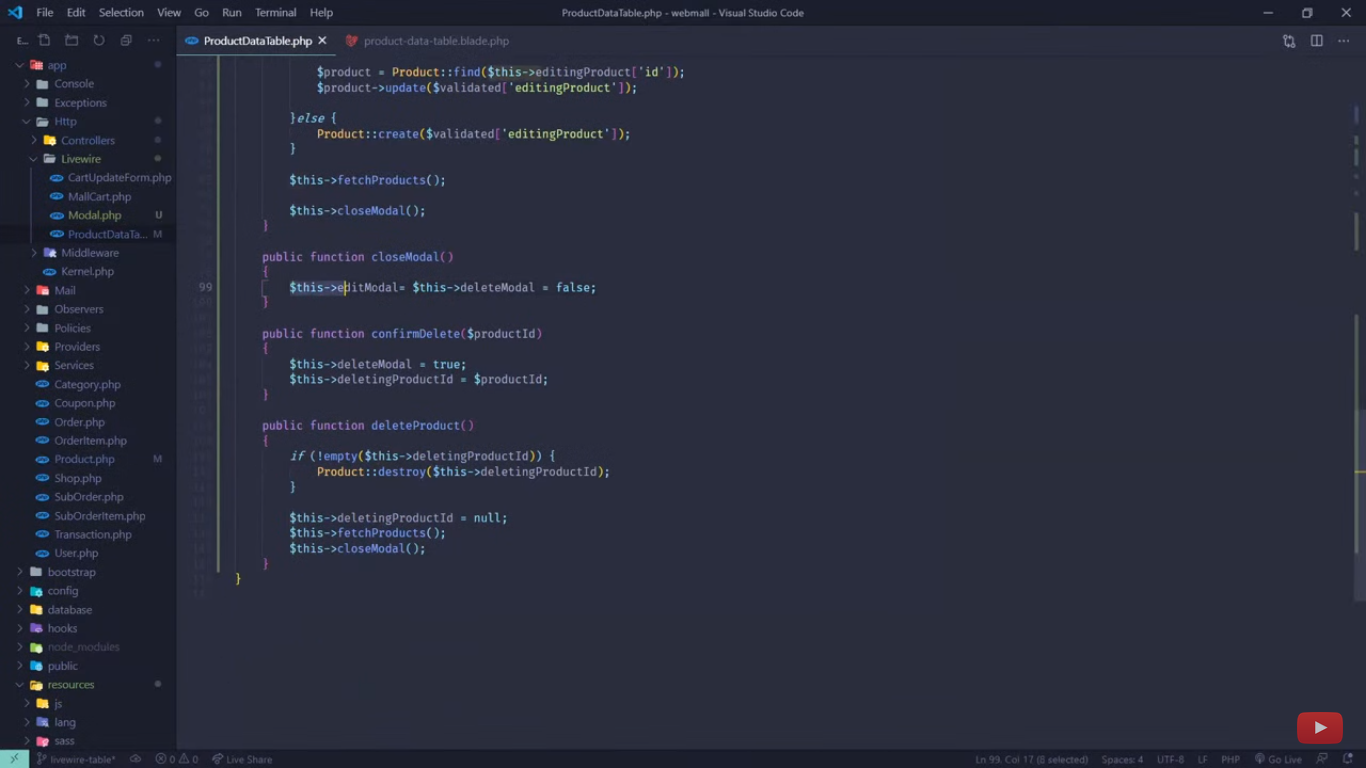 File Edit Selection View Go Run Terminal Help
ProductDataTable.php - webmall - Visual Studio Code
E...
ProductDataTable.php
product-data-table.blade.php
app
Console
Exceptions
Http
Controllers
Livewire
CartUpdateForm.php
MallCart.php
Modal.php U
ProductDataTa... M
Middleware
Kernel.php
Mail
Observers
Policies
Providers
Services
Category.php
Coupon.php
Order.php
OrderItem.php
Product.php M
Shop.php
SubOrder.php
SubOrderItem.php
Transaction.php
User.php
bootstrap
config
database
hooks
node_modules
public
resources
js
lang
sass
$product = Product::find($this->editingProduct['id']);
$product->update($validated['editingProduct']);
}else {
Product::create($validated['editingProduct']);
}
$this->fetchProducts();
$this->closeModal();
}
public function closeModal()
{
99 $this->editModal= $this->deleteModal = false;
}
public function confirmDelete($productId)
{
$this->deleteModal = true;
$this->deletingProductId = $productId;
}
public function deleteProduct()
{
if (!empty($this->deletingProductId)) {
Product::destroy($this->deletingProductId);
}
$this->deletingProductId = null;
$this->fetchProducts();
$this->closeModal();
}
}
livewire-table* 0 0 Live Share
Ln 99, Col 17 (8 selected) Spaces: 4 UTF-8 LF PHP Go Live